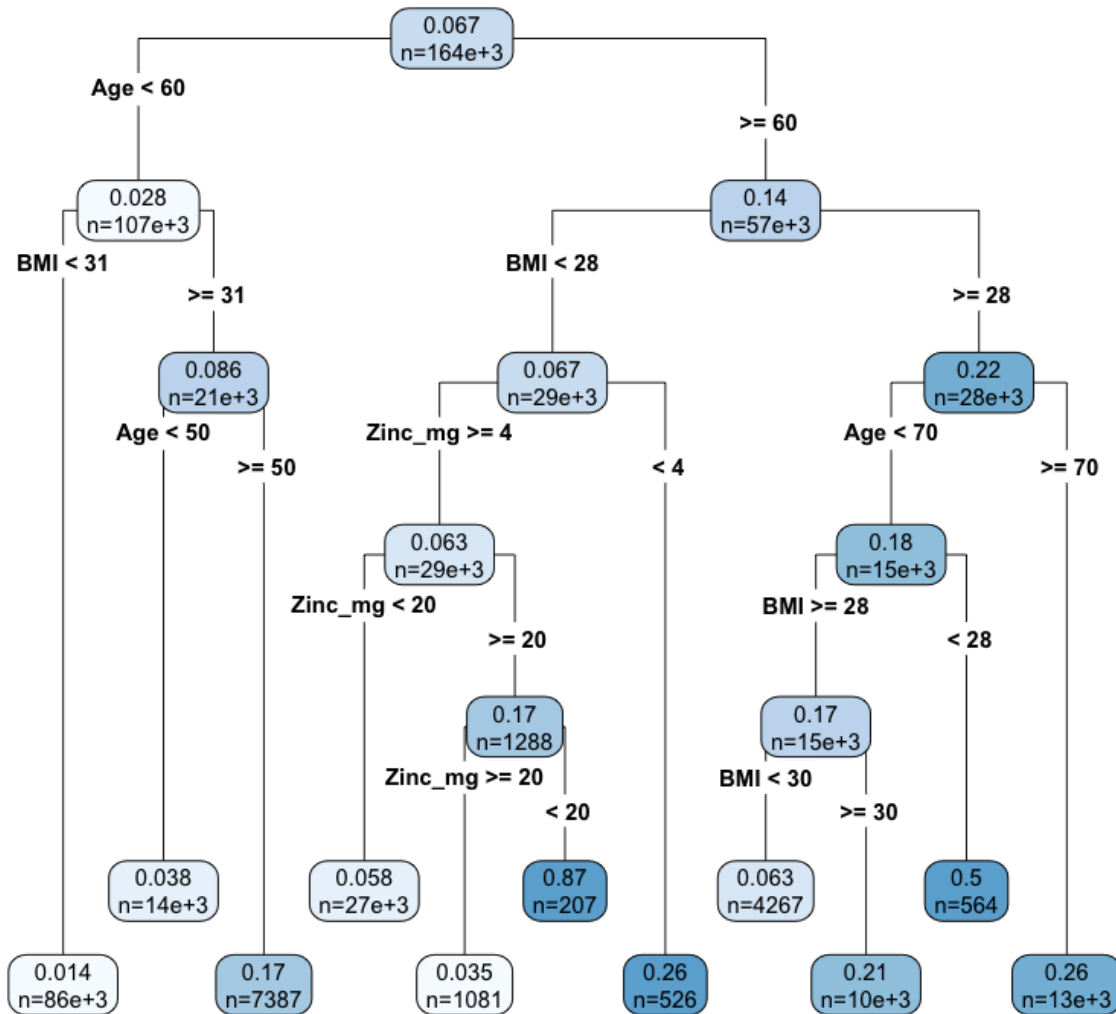 0.067
n=164e+3
Age < 60
>= 60
0.028
n=107e+3
0.14
n=57e+3
BMI < 31
>= 31
BMI < 28
>= 28
0.086
n=21e+3
0.067
n=29e+3
0.22
n=28e+3
Age < 50
>= 50
Zinc_mg >= 4
< 4
Age < 70
>= 70
0.063
n=29e+3
0.18
n=15e+3
Zinc_mg < 20
>= 20
BMI >= 28
< 28
0.17
n=1288
0.17
n=15e+3
Zinc_mg >= 20
< 20
BMI < 30
>= 30
0.038
n=14e+3
0.058
n=27e+3
0.87
n=207
0.063
n=4267
0.5
n=564
0.014
n=86e+3
0.17
n=7387
0.035
n=1081
0.26
n=526
0.21
n=10e+3
0.26
n=13e+3